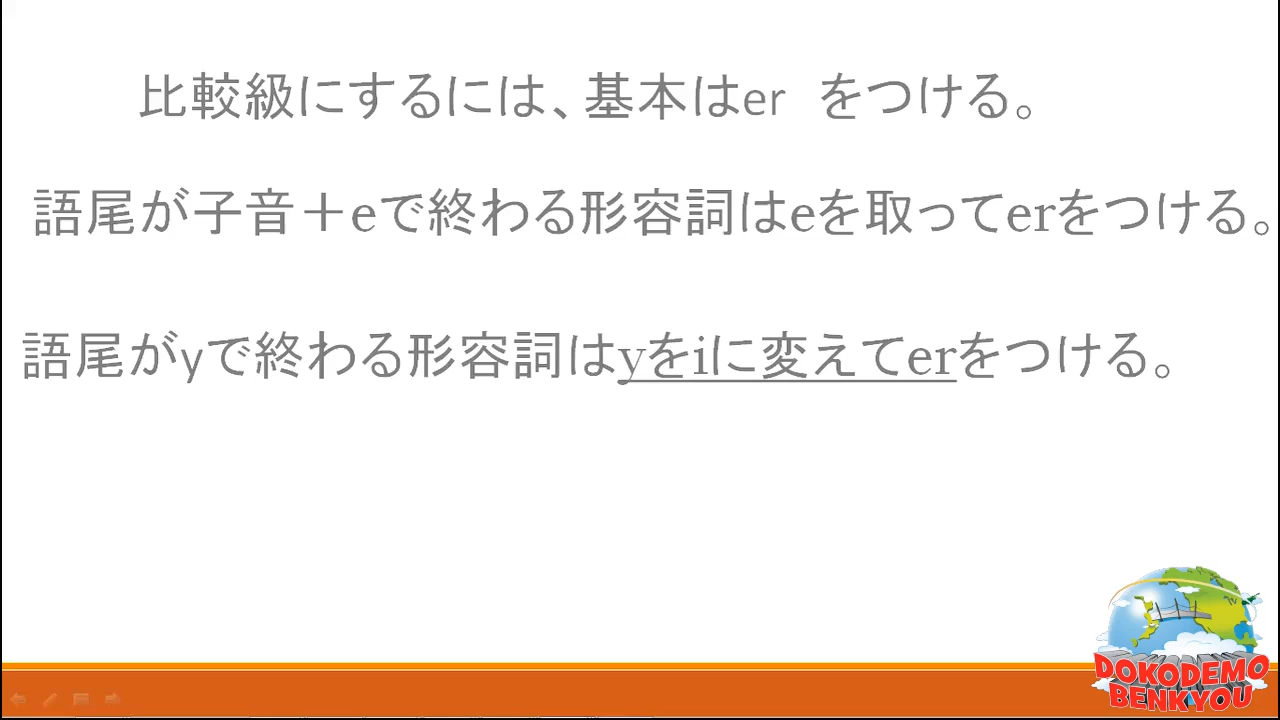 比較級にするには、基本はer をつける。
語尾が子音＋eで終わる形容詞はeを取ってerをつける。
語尾がyで終わる形容詞はyをiに変えてerをつける。
DOKODEMO
BENKYOU